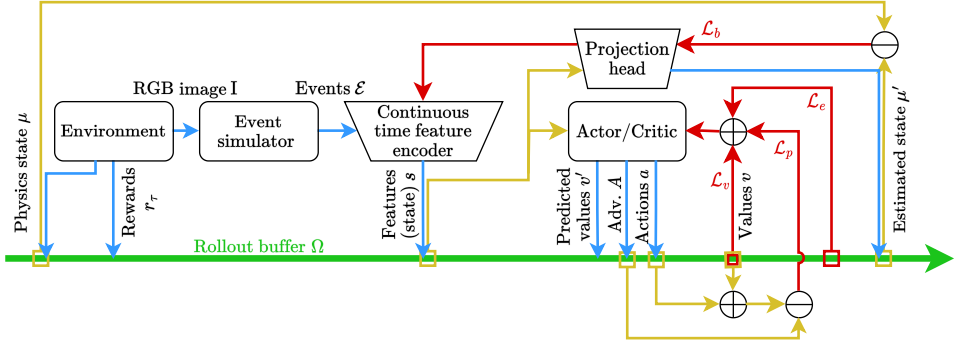 ℒ_b
Projection
head
RGB image I
Events ℰ
Environment
Event
simulator
Continuous
time feature
encoder
Actor/Critic
ℒ_e
ℒ_p
ℒ_v
Physics state μ
Rewards
r_τ
Features
(state) s
Predicted
values v′
Adv. A
Actions a
Values v
Estimated state μ′
Rollout buffer Ω